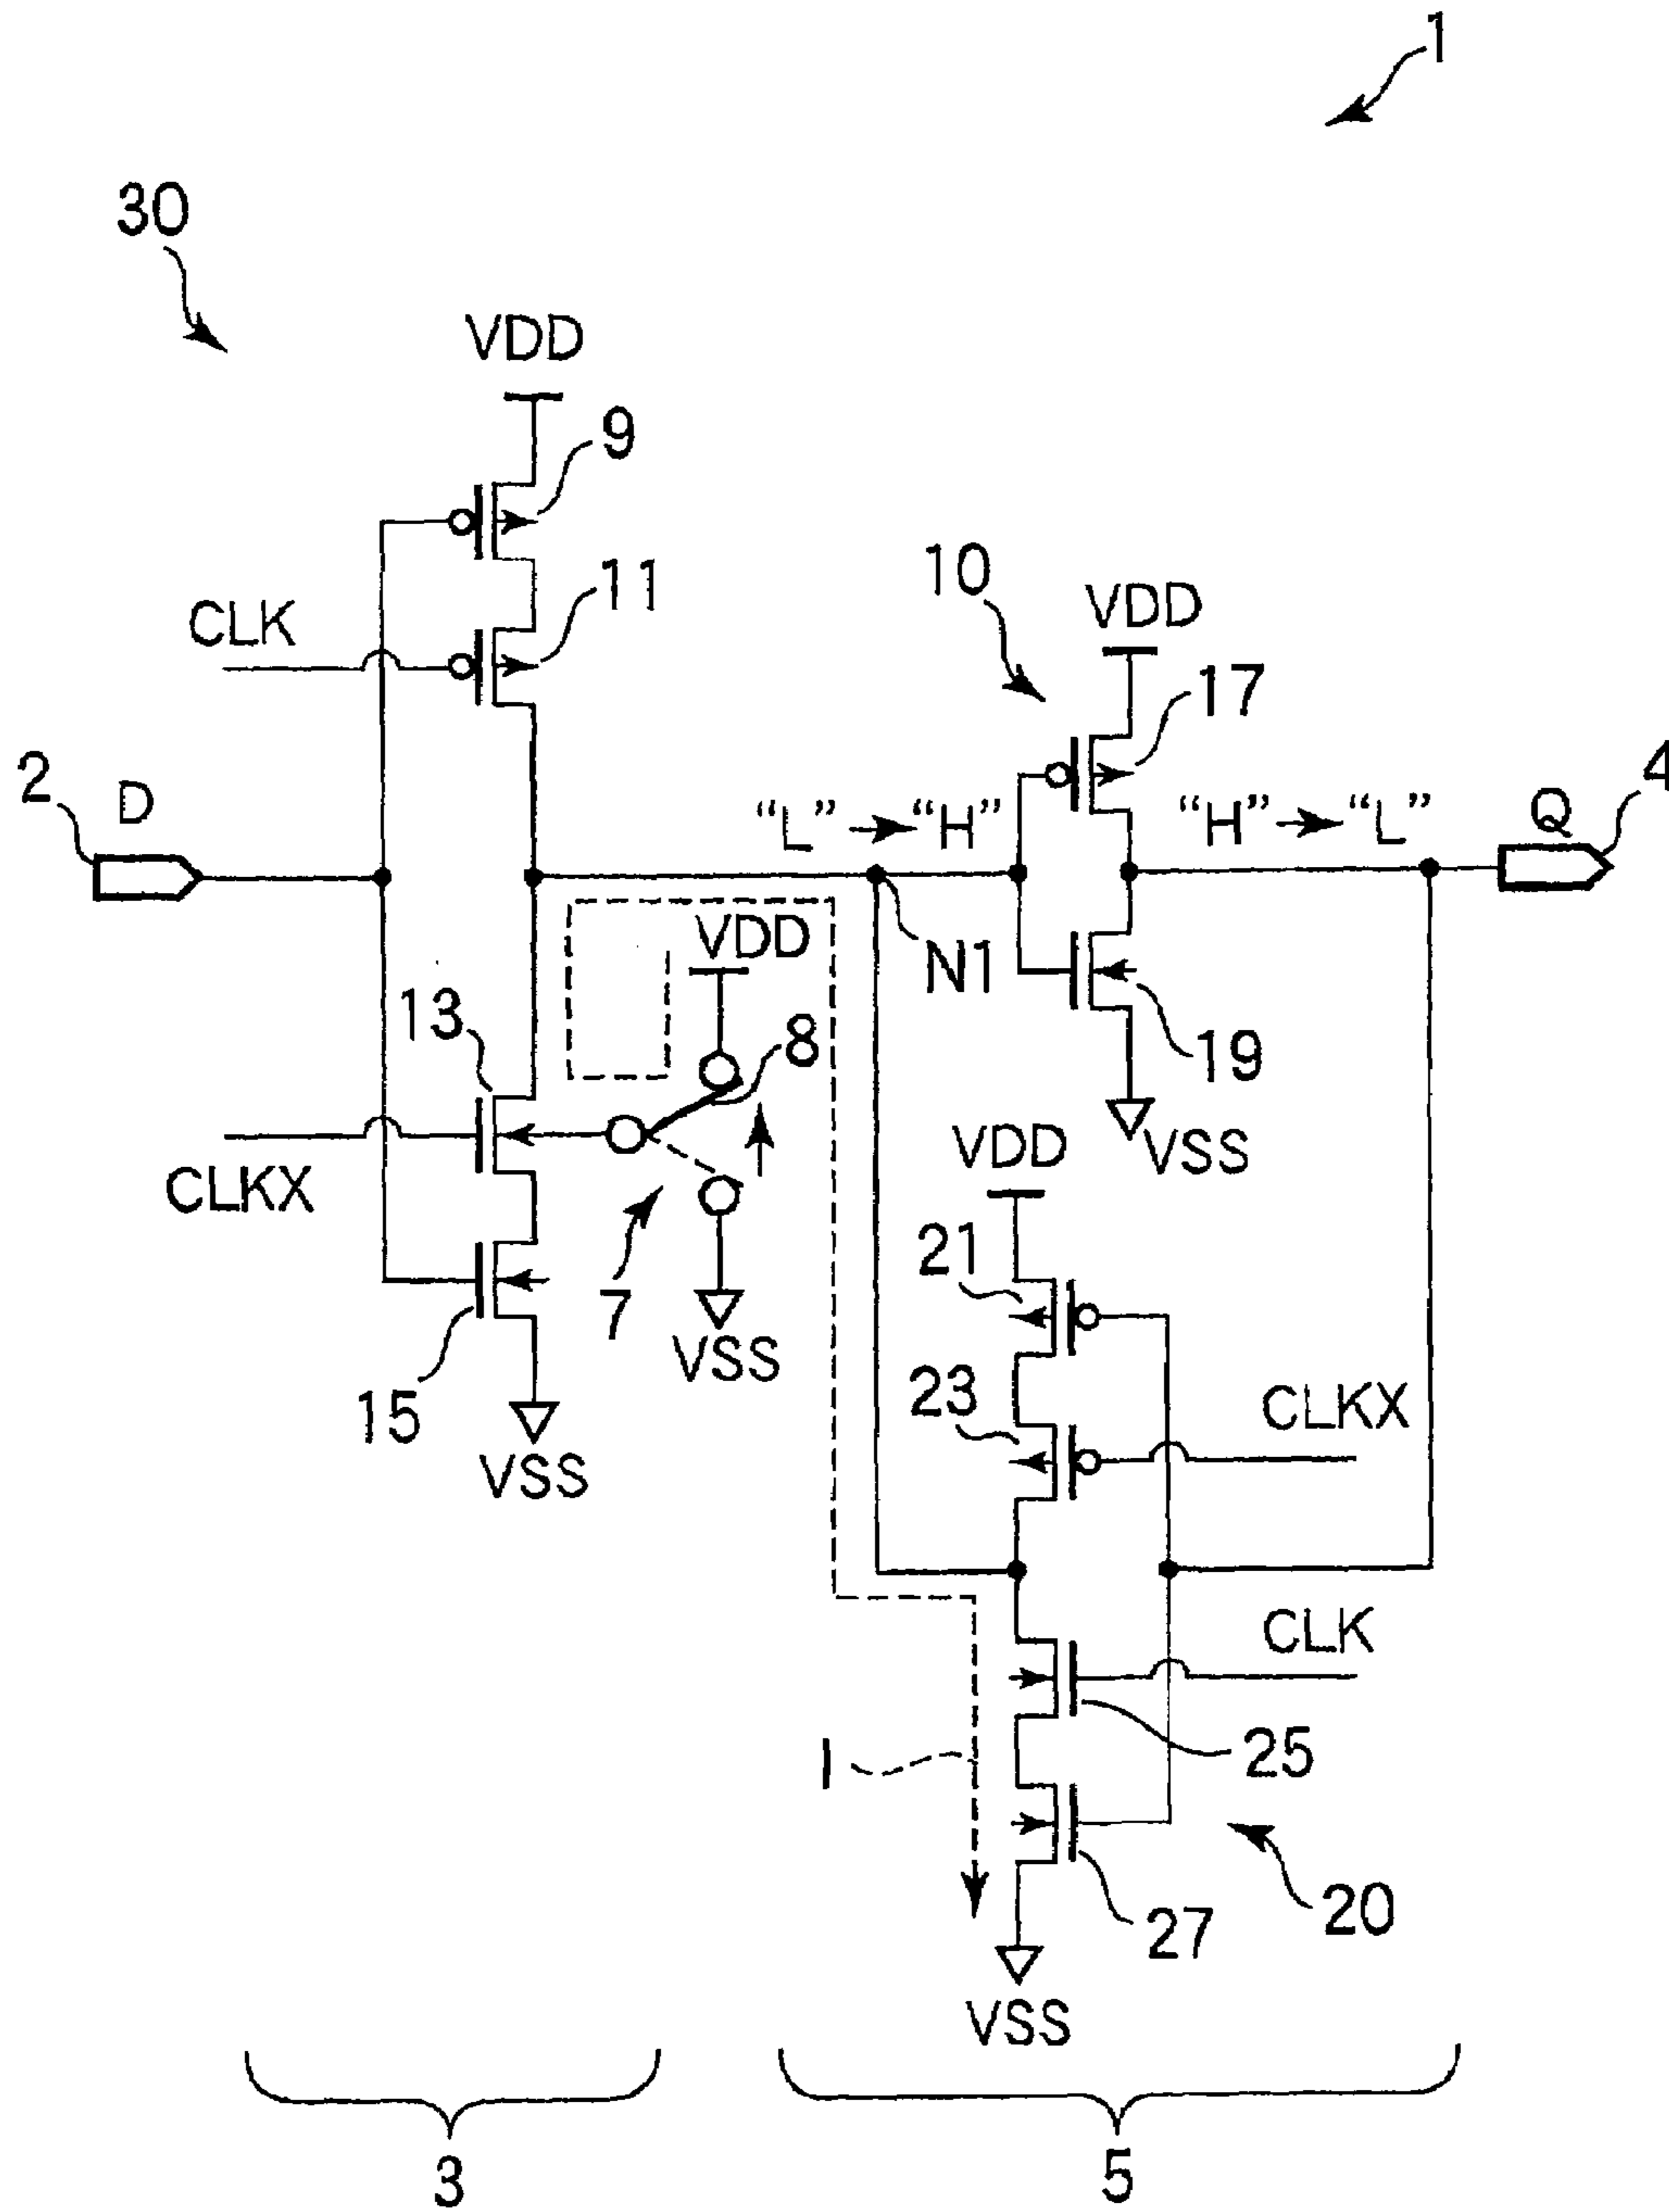 1
30
VDD
9
11
CLK
10
VDD
17
2
D
"L" → "H"
"H" → "L"
Q
4
VDD
N1
13
8
19
CLKX
VDD
VSS
7
21
VSS
15
23
CLKX
VSS
CLK
I
25
27
20
VSS
3
5